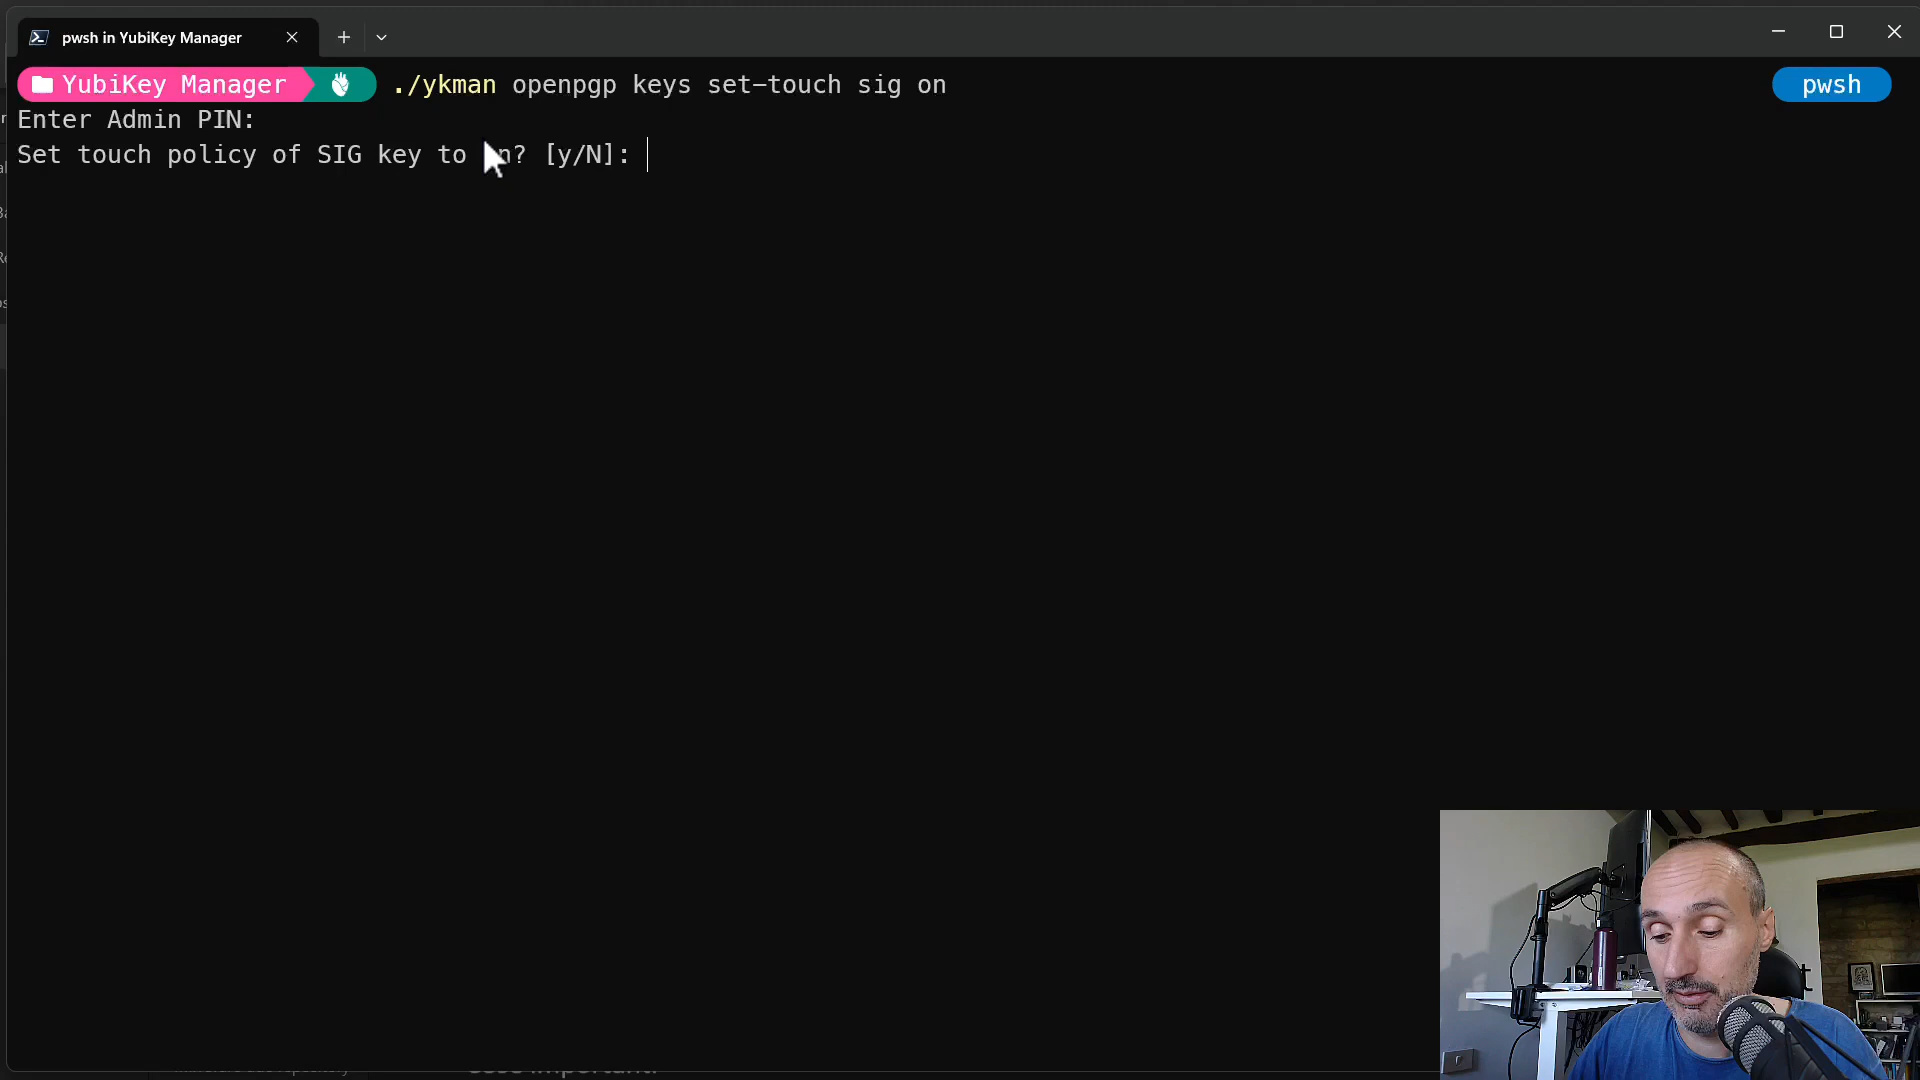 pwsh in YubiKey Manager
YubiKey Manager ./ykman openpgp keys set-touch sig on pwsh
Enter Admin PIN:
Set touch policy of SIG key to on? [y/N]: